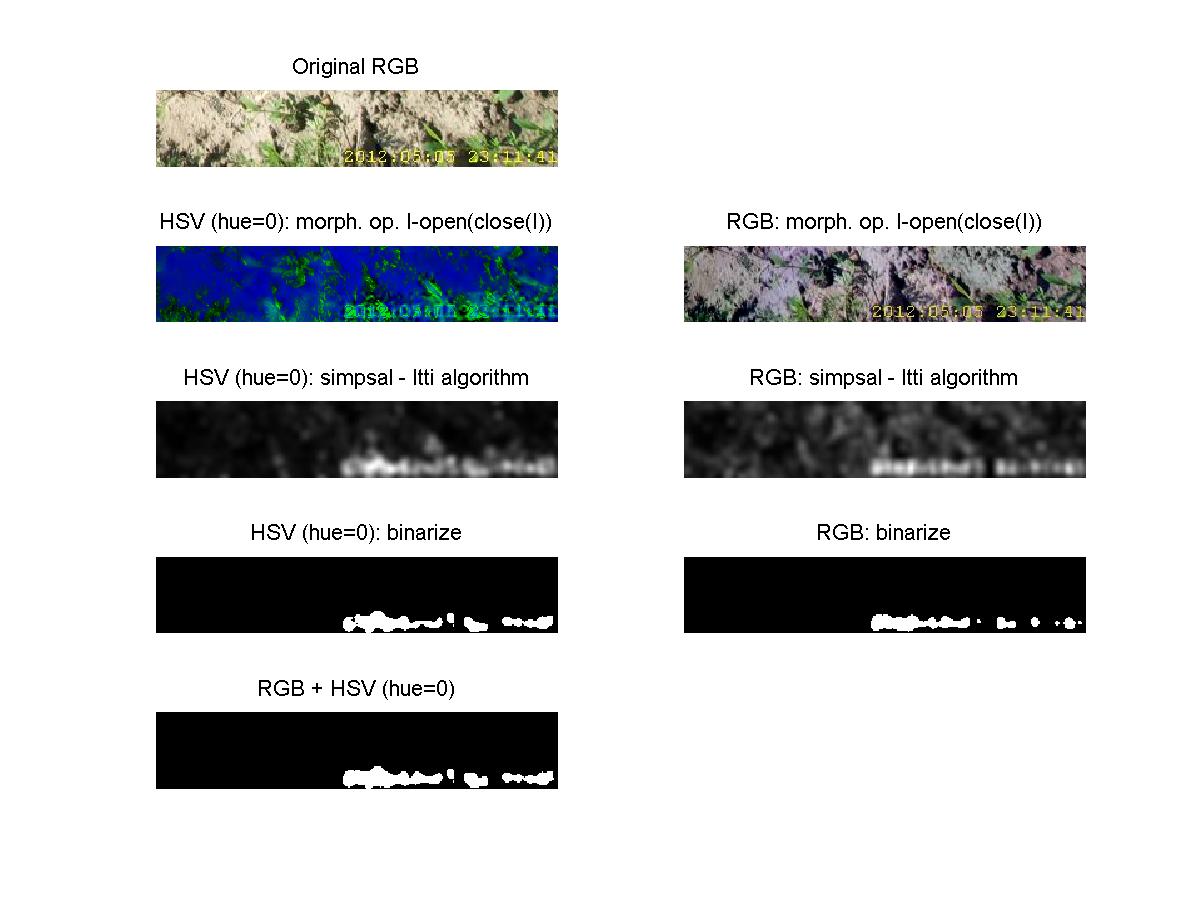 Original RGB
2012:05:05 23:11:41
HSV (hue=0): morph. op. I-open(close(I))
RGB: morph. op. I-open(close(I))
2012:05:05 23:11:41
HSV (hue=0): simpsal - Itti algorithm
RGB: simpsal - Itti algorithm
HSV (hue=0): binarize
RGB: binarize
RGB + HSV (hue=0)